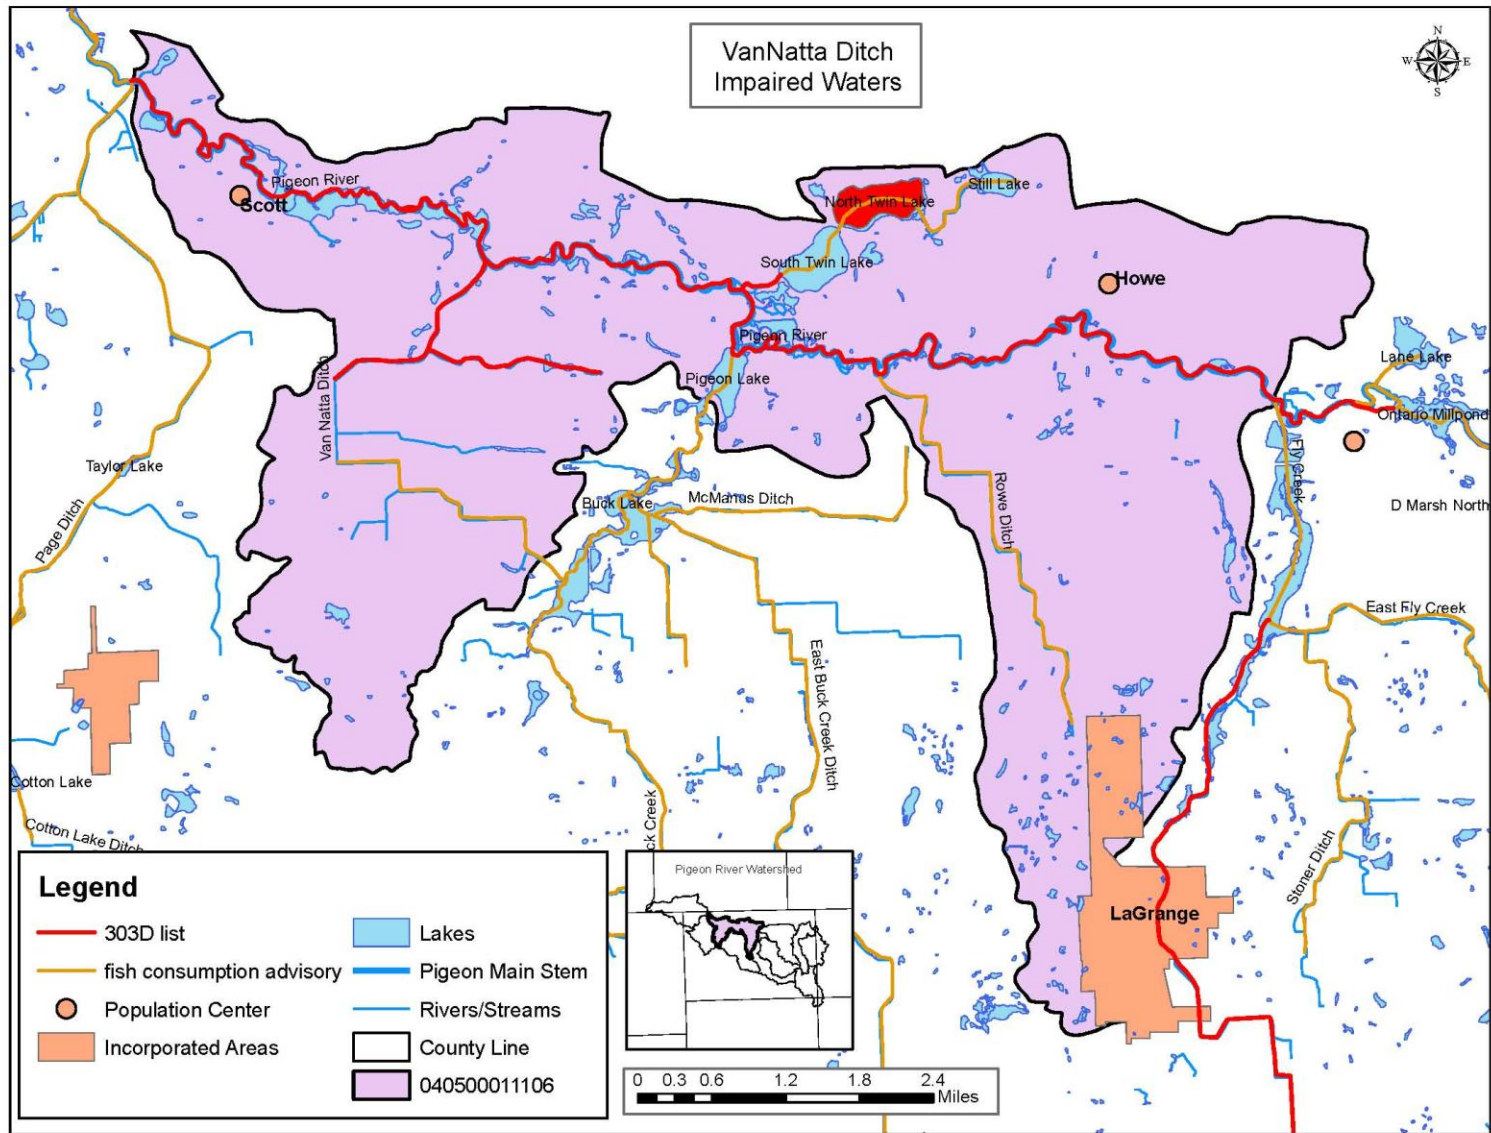 VanNatta Ditch
Impaired Waters
N
W
E
S
Pigeon River
Scott
Still Lake
North Twin Lake
South Twin Lake
Howe
Pigeon River
Lane Lake
Pigeon Lake
Van Natta Ditch
Ontario Millpond
Fly Creek
Taylor Lake
Buck Lake
McManus Ditch
Rowe Ditch
D Marsh North
Page Ditch
East Fly Creek
East Buck Creek Ditch
Cotton Lake
Cotton Lake Ditch
ck Creek
Stoner Ditch
LaGrange
Legend
303D list
fish consumption advisory
Population Center
Incorporated Areas
Lakes
Pigeon Main Stem
Rivers/Streams
County Line
040500011106
Pigeon River Watershed
0 0.3 0.6 1.2 1.8 2.4
Miles